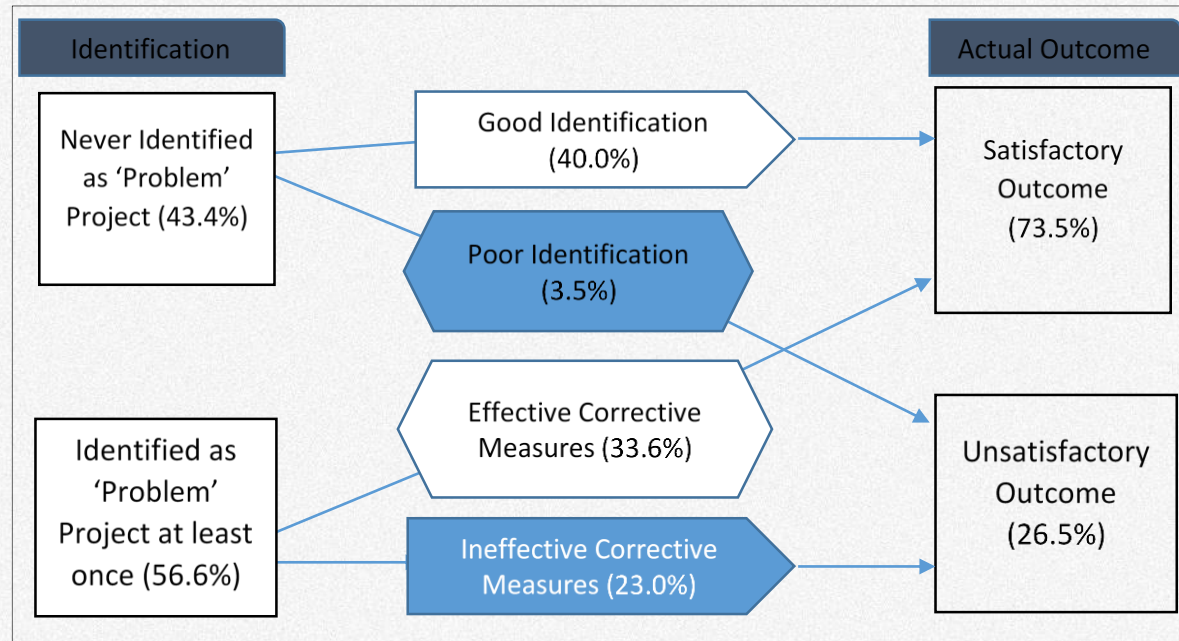 Identification
Actual Outcome
Never Identified
as ‘Problem’
Project (43.4%)
Good Identification
(40.0%)
Satisfactory
Outcome
(73.5%)
Poor Identification
(3.5%)
Effective Corrective
Measures (33.6%)
Identified as
‘Problem’
Project at least
once (56.6%)
Unsatisfactory
Outcome
(26.5%)
Ineffective Corrective
Measures (23.0%)